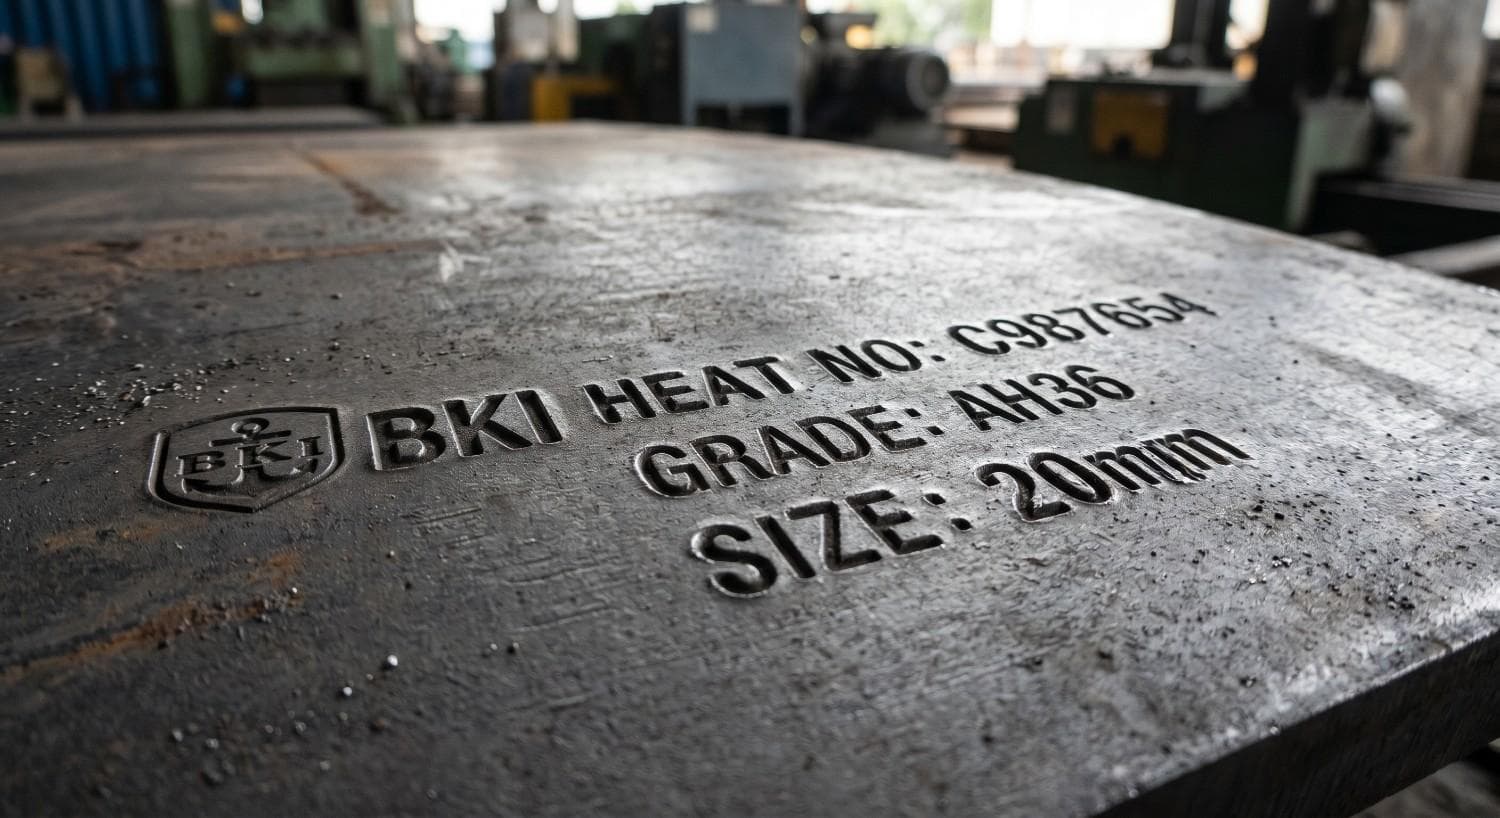 BKI
BKI HEAT NO: C987654
GRADE: AH36
SIZE: 20mm